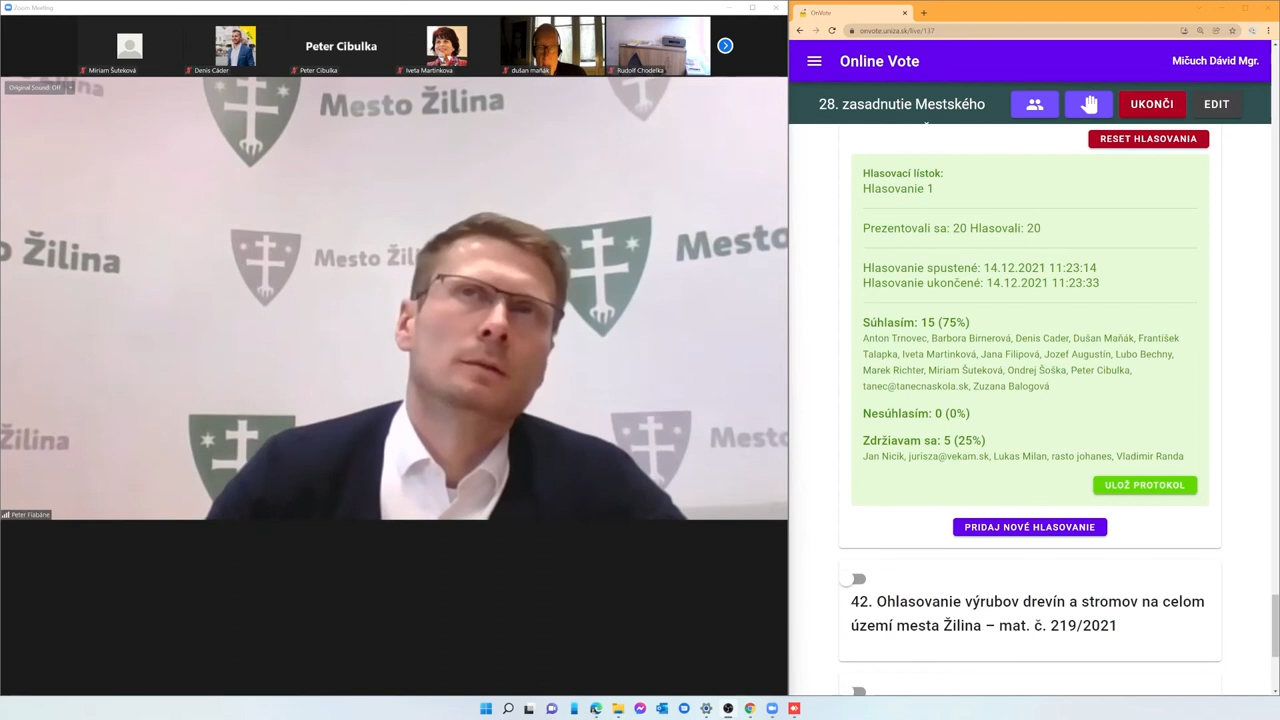 Zoom Meeting
Miriam Šuteková
Denis Cáder
Peter Cibulka
Peter Cibulka
Iveta Martinkova
dušan maňák
Rudolf Chodelka
Original Sound: Off
Mesto Žilina
o Žilina
Mesto Žili
Mesto
Žilina
Mesto
Peter Fiabáne
OnVote
onvote.uniza.sk/live/137
Online Vote
Mičuch Dávid Mgr.
28. zasadnutie Mestského
UKONČI
EDIT
RESET HLASOVANIA
Hlasovací lístok:
Hlasovanie 1
Prezentovali sa: 20 Hlasovali: 20
Hlasovanie spustené: 14.12.2021 11:23:14
Hlasovanie ukončené: 14.12.2021 11:23:33
Súhlasím: 15 (75%)
Anton Trnovec, Barbora Birnerová, Denis Cader, Dušan Maňák, František
Talapka, Iveta Martinková, Jana Filipová, Jozef Augustín, Lubo Bechny,
Marek Richter, Miriam Šuteková, Ondrej Šoška, Peter Cibulka,
tanec@tanecnaskola.sk, Zuzana Balogová
Nesúhlasím: 0 (0%)
Zdržiavam sa: 5 (25%)
Jan Nicik, jurisza@vekam.sk, Lukas Milan, rasto johanes, Vladimir Randa
ULOŽ PROTOKOL
PRIDAJ NOVÉ HLASOVANIE
42. Ohlasovanie výrubov drevín a stromov na celom
území mesta Žilina – mat. č. 219/2021